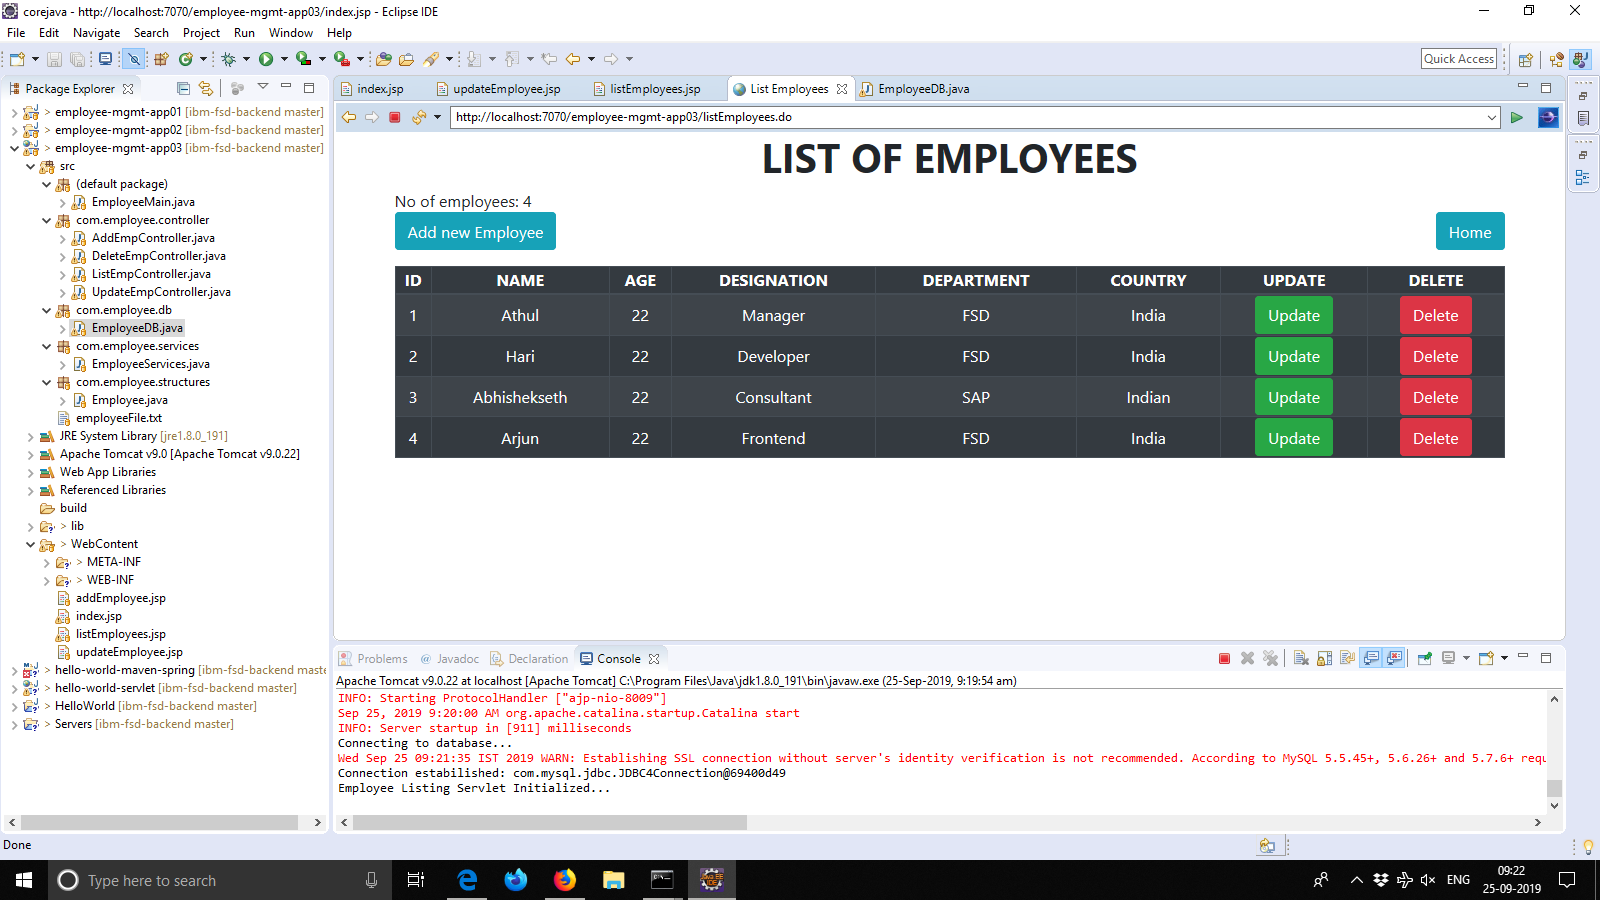 corejava - http://localhost:7070/employee-mgmt-app03/index.jsp - Eclipse IDE
File Edit Navigate Search Project Run Window Help
Quick Access
Package Explorer
index.jsp updateEmployee.jsp listEmployees.jsp List Employees EmployeeDB.java
http://localhost:7070/employee-mgmt-app03/listEmployees.do
> employee-mgmt-app01 [ibm-fsd-backend master]
> employee-mgmt-app02 [ibm-fsd-backend master]
> employee-mgmt-app03 [ibm-fsd-backend master]
src
(default package)
EmployeeMain.java
com.employee.controller
AddEmpController.java
DeleteEmpController.java
ListEmpController.java
UpdateEmpController.java
com.employee.db
EmployeeDB.java
com.employee.services
EmployeeServices.java
com.employee.structures
Employee.java
employeeFile.txt
JRE System Library [jre1.8.0_191]
Apache Tomcat v9.0 [Apache Tomcat v9.0.22]
Web App Libraries
Referenced Libraries
build
> lib
> WebContent
> META-INF
> WEB-INF
addEmployee.jsp
index.jsp
listEmployees.jsp
updateEmployee.jsp
> hello-world-maven-spring [ibm-fsd-backend maste
> hello-world-servlet [ibm-fsd-backend master]
> HelloWorld [ibm-fsd-backend master]
> Servers [ibm-fsd-backend master]
LIST OF EMPLOYEES
No of employees: 4
Add new Employee Home
ID NAME AGE DESIGNATION DEPARTMENT COUNTRY UPDATE DELETE
1 Athul 22 Manager FSD India Update Delete
2 Hari 22 Developer FSD India Update Delete
3 Abhishekseth 22 Consultant SAP Indian Update Delete
4 Arjun 22 Frontend FSD India Update Delete
Problems Javadoc Declaration Console
Apache Tomcat v9.0.22 at localhost [Apache Tomcat] C:\Program Files\Java\jdk1.8.0_191\bin\javaw.exe (25-Sep-2019, 9:19:54 am)
INFO: Starting ProtocolHandler ["ajp-nio-8009"]
Sep 25, 2019 9:20:00 AM org.apache.catalina.startup.Catalina start
INFO: Server startup in [911] milliseconds
Connecting to database...
Wed Sep 25 09:21:35 IST 2019 WARN: Establishing SSL connection without server's identity verification is not recommended. According to MySQL 5.5.45+, 5.6.26+ and 5.7.6+ requ
Connection estabilished: com.mysql.jdbc.JDBC4Connection@69400d49
Employee Listing Servlet Initialized...
Done
Type here to search
ENG
09:22
25-09-2019